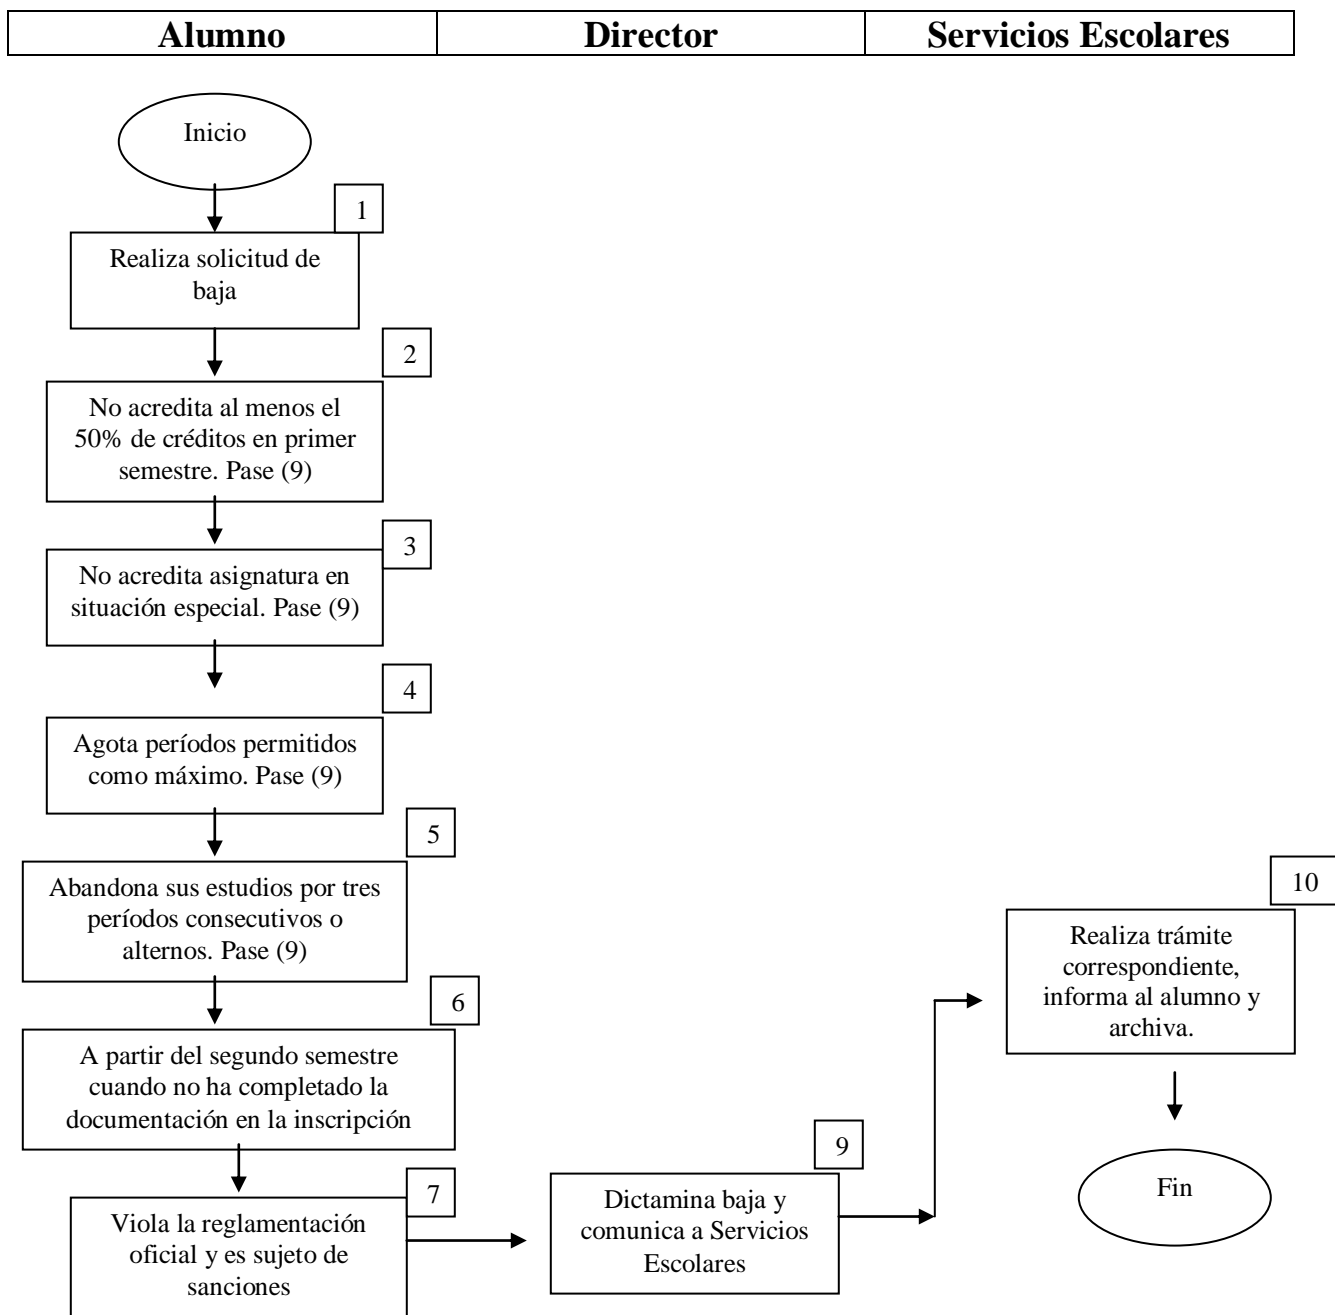 Alumno
Director
Servicios Escolares
Inicio
1
Realiza solicitud de
baja
2
No acredita al menos el
50% de créditos en primer
semestre. Pase (9)
3
No acredita asignatura en
situación especial. Pase (9)
4
Agota períodos permitidos
como máximo. Pase (9)
5
Abandona sus estudios por tres
períodos consecutivos o
alternos. Pase (9)
6
A partir del segundo semestre
cuando no ha completado la
documentación en la inscripción
7
Viola la reglamentación
oficial y es sujeto de
sanciones
9
Dictamina baja y
comunica a Servicios
Escolares
10
Realiza trámite
correspondiente,
informa al alumno y
archiva.
Fin